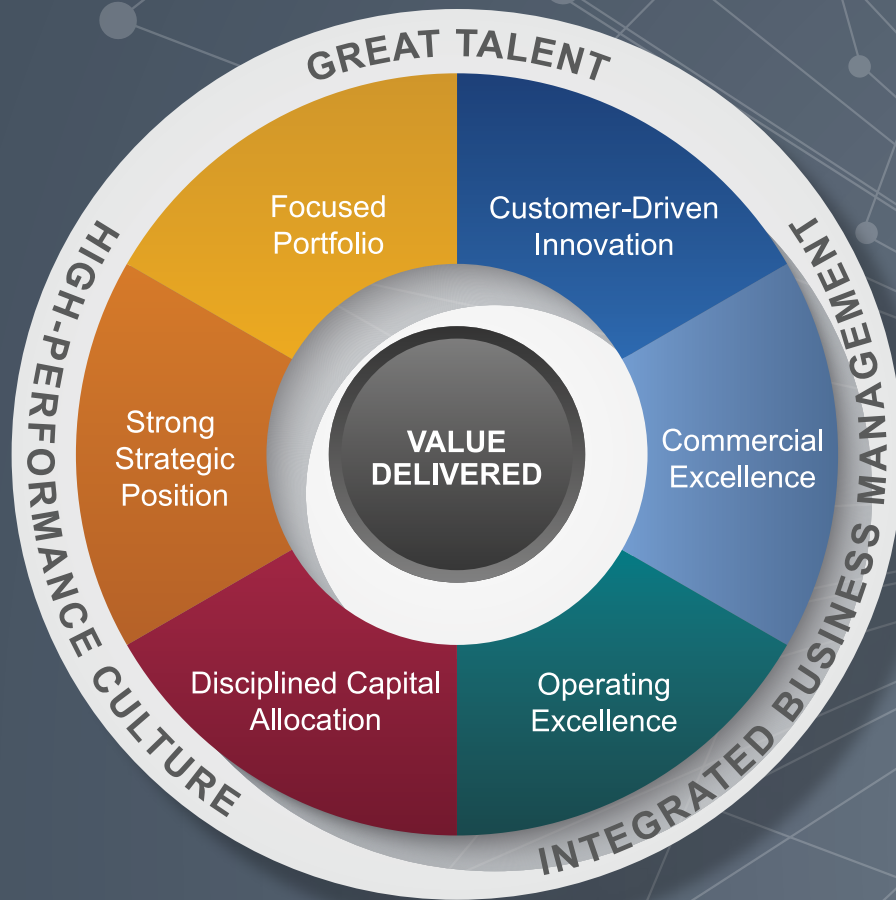 GREAT TALENT
Focused
Portfolio
Customer-Driven
Innovation
HIGH-PERFORMANCE CULTURE
Strong
Strategic
Position
VALUE
DELIVERED
Commercial
Excellence
INTEGRATED BUSINESS MANAGEMENT
Disciplined Capital
Allocation
Operating
Excellence